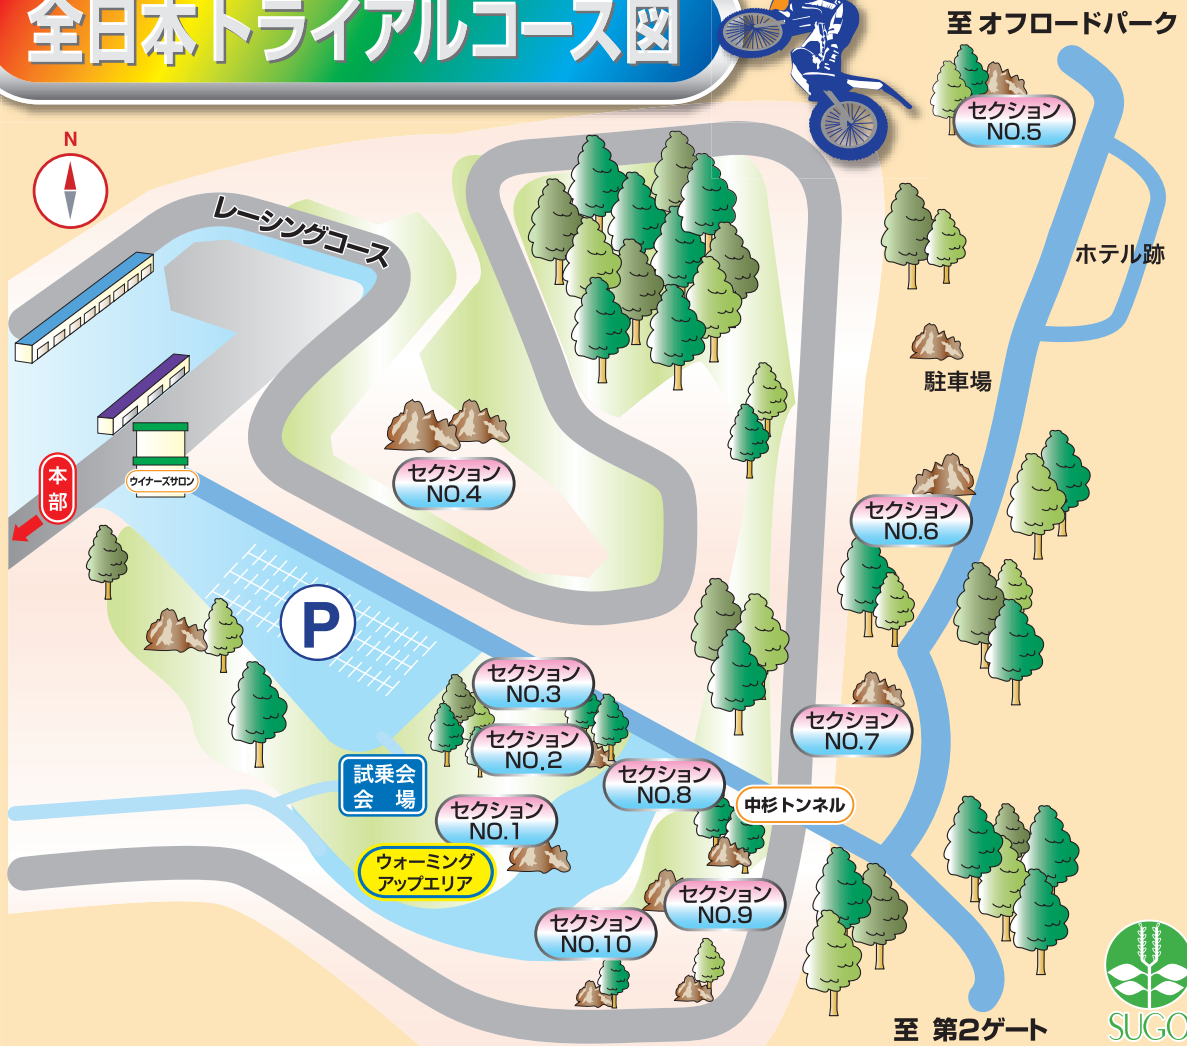 全日本トライアルコース図
至 オフロードパーク
セクション
NO.5
N
レーシングコース
ホテル跡
駐車場
本
部
ウイナーズサロン
セクション
NO.4
セクション
NO.6
P
セクション
NO.3
セクション
NO.7
セクション
NO.2
試乗会
会 場
セクション
NO.8
中杉トンネル
セクション
NO.1
ウォーミング
アップエリア
セクション
NO.9
セクション
NO.10
至 第2ゲート
SUGO